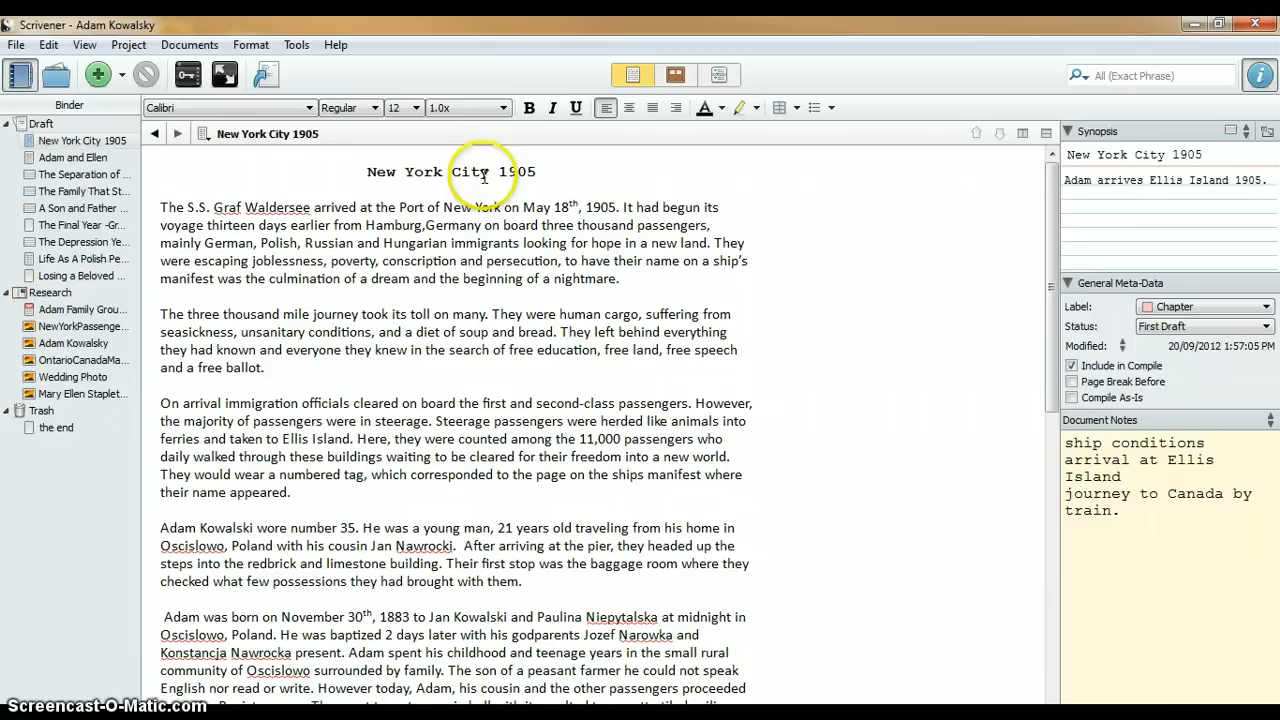 Scrivener - Adam Kowalsky
File Edit View Project Documents Format Tools Help
All (Exact Phrase)
Binder
Draft
New York City 1905
Adam and Ellen
The Separation of ...
The Family That St...
A Son and Father ...
The Final Year -Gr...
The Depression Ye...
Life As A Polish Pe...
Losing a Beloved ...
Research
Adam Family Grou...
NewYorkPassenge...
Adam Kowalsky
OntarioCanadaMa...
Wedding Photo
Mary Ellen Staplet...
Trash
the end
Calibri Regular 12 1.0x B I U A
New York City 1905
New York City 1905
The S.S. Graf Waldersee arrived at the Port of New York on May 18th, 1905. It had begun its
voyage thirteen days earlier from Hamburg,Germany on board three thousand passengers,
mainly German, Polish, Russian and Hungarian immigrants looking for hope in a new land. They
were escaping joblessness, poverty, conscription and persecution, to have their name on a ship's
manifest was the culmination of a dream and the beginning of a nightmare.
The three thousand mile journey took its toll on many. They were human cargo, suffering from
seasickness, unsanitary conditions, and a diet of soup and bread. They left behind everything
they had known and everyone they knew in the search of free education, free land, free speech
and a free ballot.
On arrival immigration officials cleared on board the first and second-class passengers. However,
the majority of passengers were in steerage. Steerage passengers were herded like animals into
ferries and taken to Ellis Island. Here, they were counted among the 11,000 passengers who
daily walked through these buildings waiting to be cleared for their freedom into a new world.
They would wear a numbered tag, which corresponded to the page on the ships manifest where
their name appeared.
Adam Kowalski wore number 35. He was a young man, 21 years old traveling from his home in
Oscislowo, Poland with his cousin Jan Nawrocki.  After arriving at the pier, they headed up the
steps into the redbrick and limestone building. Their first stop was the baggage room where they
checked what few possessions they had brought with them.
Adam was born on November 30th, 1883 to Jan Kowalski and Paulina Niepytalska at midnight in
Oscislowo, Poland. He was baptized 2 days later with his godparents Jozef Narowka and
Konstancja Nawrocka present. Adam spent his childhood and teenage years in the small rural
community of Oscislowo surrounded by family. The son of a peasant farmer he could not speak
English nor read or write. However today, Adam, his cousin and the other passengers proceeded
Synopsis
New York City 1905
Adam arrives Ellis Island 1905.
General Meta-Data
Label: Chapter
Status: First Draft
Modified: 20/09/2012 1:57:05 PM
Include in Compile
Page Break Before
Compile As-Is
Document Notes
ship conditions
arrival at Ellis
Island
journey to Canada by
train.
Screencast-O-Matic.com